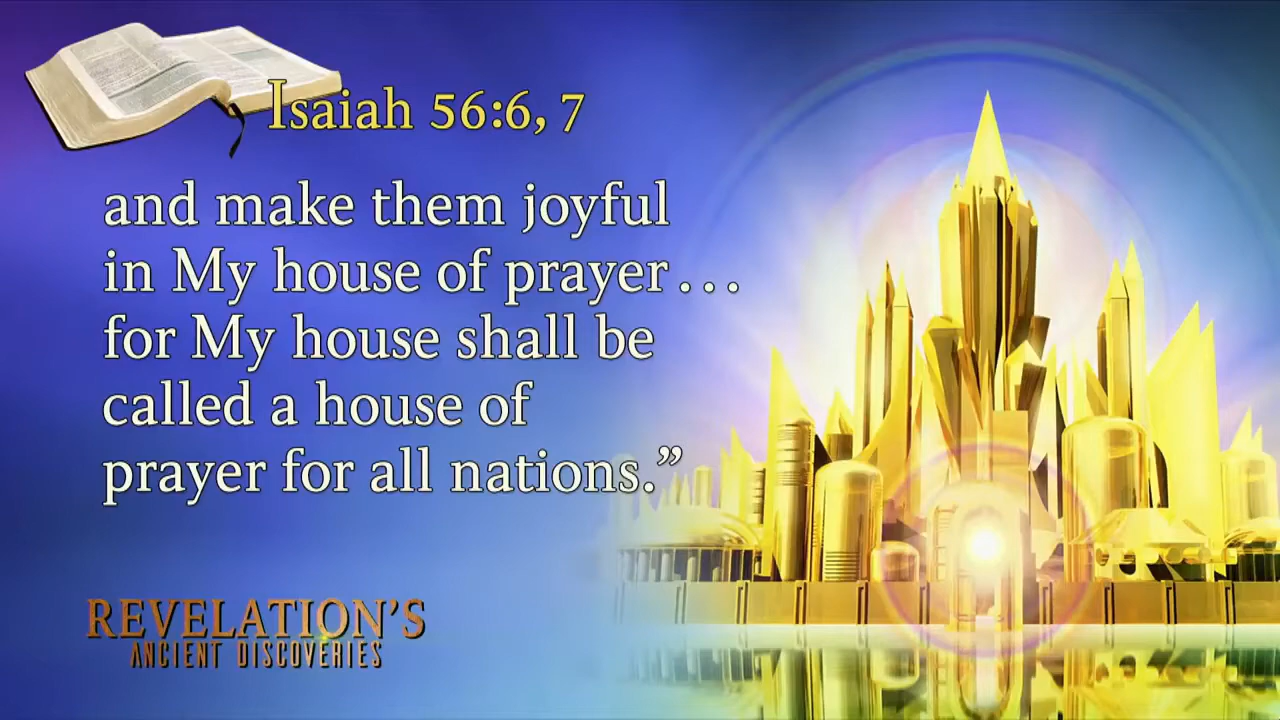 Isaiah 56:6, 7
and make them joyful
in My house of prayer...
for My house shall be
called a house of
prayer for all nations.”
REVELATION’S
ANCIENT DISCOVERIES